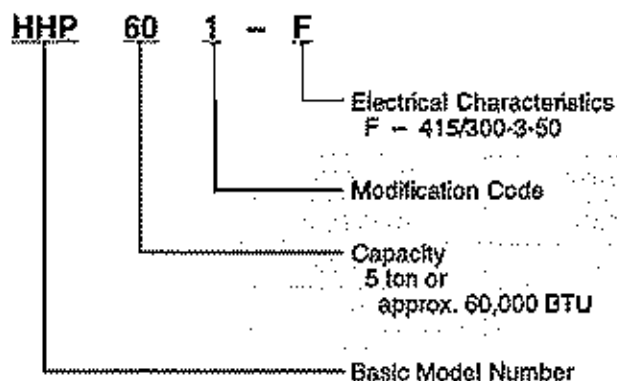 HHP 60 1 - F
Electrical Characteristics
F - 415/300-3-50
Modification Code
Capacity
5 ton or
approx. 60,000 BTU
Basic Model Number